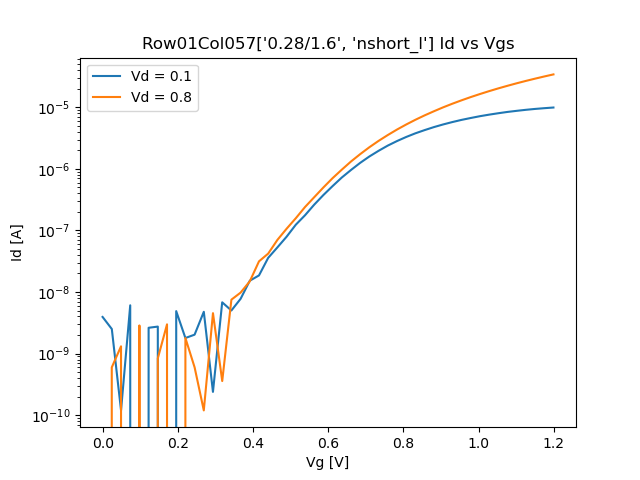 Row01Col057['0.28/1.6', 'nshort_l'] Id vs Vgs
Vd = 0.1
Vd = 0.8
Id [A]
10⁻⁵
10⁻⁶
10⁻⁷
10⁻⁸
10⁻⁹
10⁻¹⁰
0.0 0.2 0.4 0.6 0.8 1.0 1.2
Vg [V]